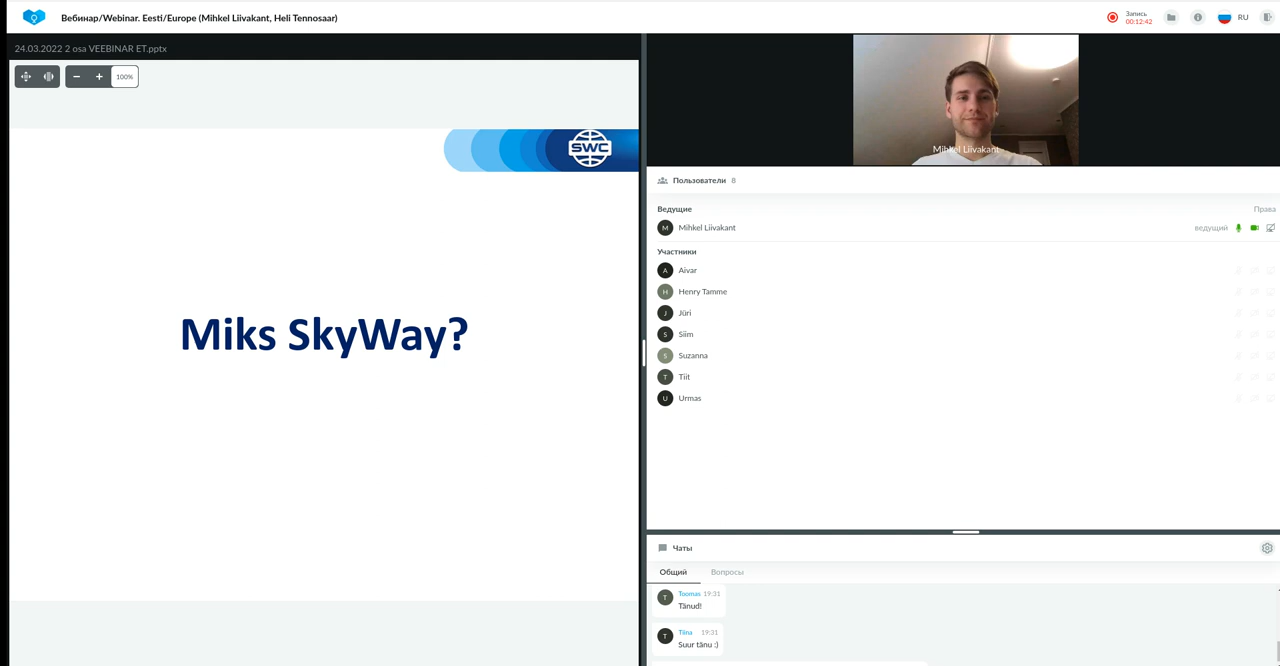 Вебинар/Webinar. Eesti/Europe (Mihkel Liivakant, Heli Tennosaar)
Запись
00:12:42
RU
24.03.2022 2 osa VEEBINAR ET.pptx
100%
SWC
Miks SkyWay?
Mihkel Liivakant
Пользователи 8
Ведущие Права
M Mihkel Liivakant ведущий
Участники
A Aivar
H Henry Tamme
J Jüri
S Siim
S Suzanna
T Tiit
U Urmas
Чаты
Общий Вопросы
T Toomas 19:31
Tänud!
T Tiina 19:31
Suur tänu :)